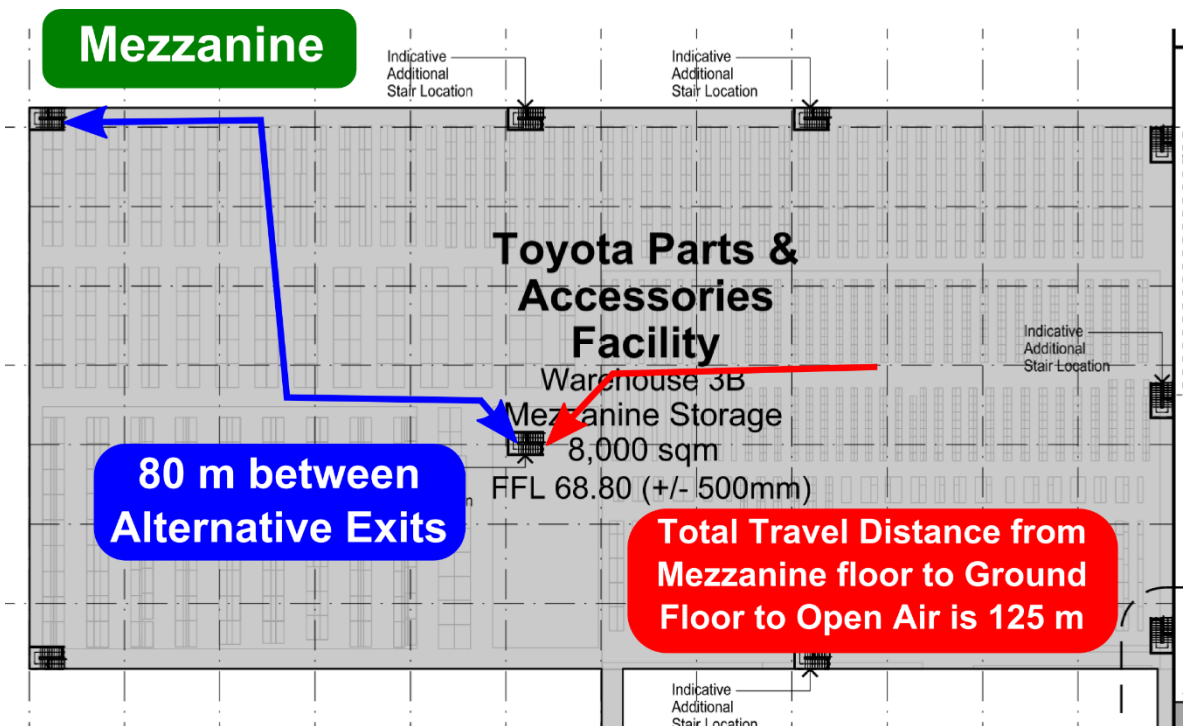 Mezzanine
Indicative
Additional
Stair Location
Indicative
Additional
Stair Location
Toyota Parts &
Accessories
Facility
Warehouse 3B
Mezzanine Storage
8,000 sqm
FFL 68.80 (+/- 500mm)
Indicative
Additional
Stair Location
80 m between
Alternative Exits
Total Travel Distance from
Mezzanine floor to Ground
Floor to Open Air is 125 m
Indicative
Additional
Stair Location